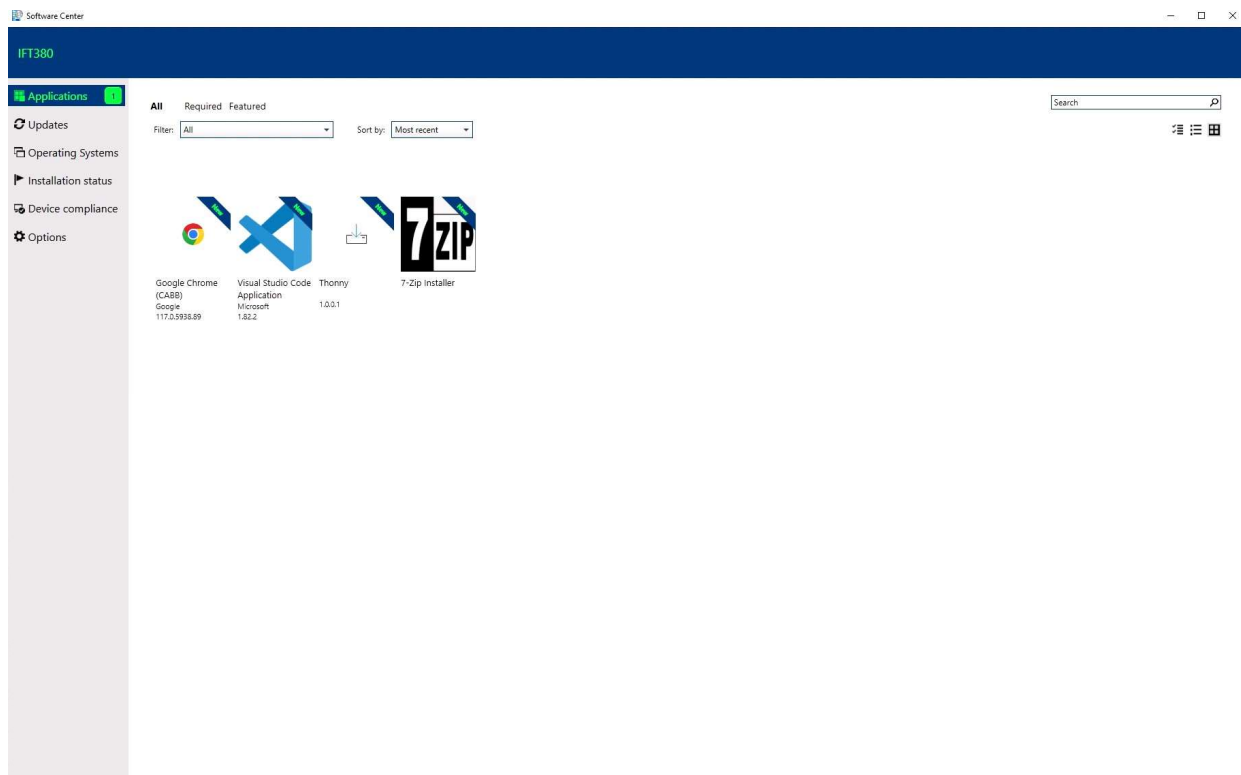 Software Center
IFT380
Applications 1
Updates
Operating Systems
Installation status
Device compliance
Options
All Required Featured
Search
Filter: All Sort by: Most recent
New
New
New
New
7 ZIP
Google Chrome
(CABB)
Google
117.0.5938.89
Visual Studio Code
Application
Microsoft
1.82.2
Thonny
1.0.0.1
7-Zip Installer